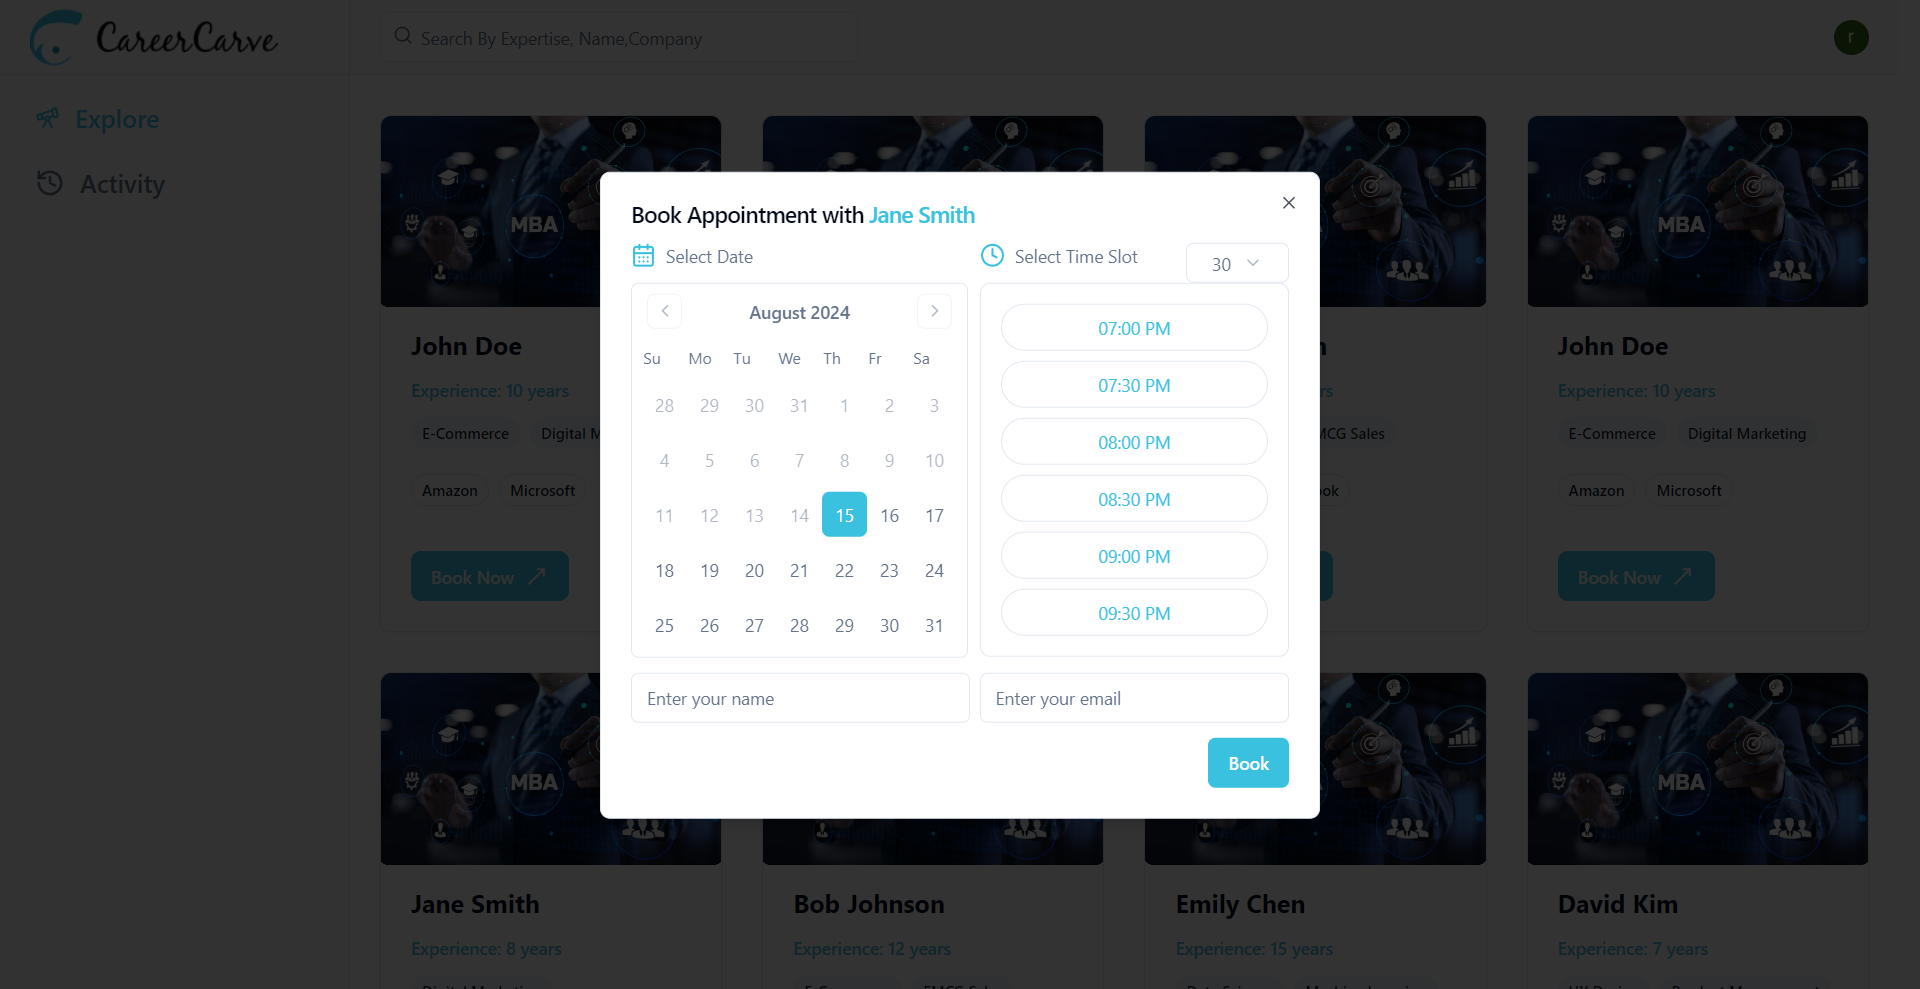 CareerCarve
Search By Expertise, Name,Company
r
Explore
Activity
MBA
MBA
MBA
Book Appointment with Jane Smith
Select Date
Select Time Slot
30
August 2024
Su Mo Tu We Th Fr Sa
28 29 30 31 1 2 3
4 5 6 7 8 9 10
11 12 13 14 15 16 17
18 19 20 21 22 23 24
25 26 27 28 29 30 31
07:00 PM
07:30 PM
08:00 PM
08:30 PM
09:00 PM
09:30 PM
Enter your name
Enter your email
Book
John Doe
Experience: 10 years
E-Commerce
Amazon Microsoft
Book Now
John Doe
Experience: 10 years
E-Commerce Digital Marketing
Amazon Microsoft
Book Now
MBA
Jane Smith
Experience: 8 years
Bob Johnson
Experience: 12 years
Emily Chen
Experience: 15 years
David Kim
Experience: 7 years